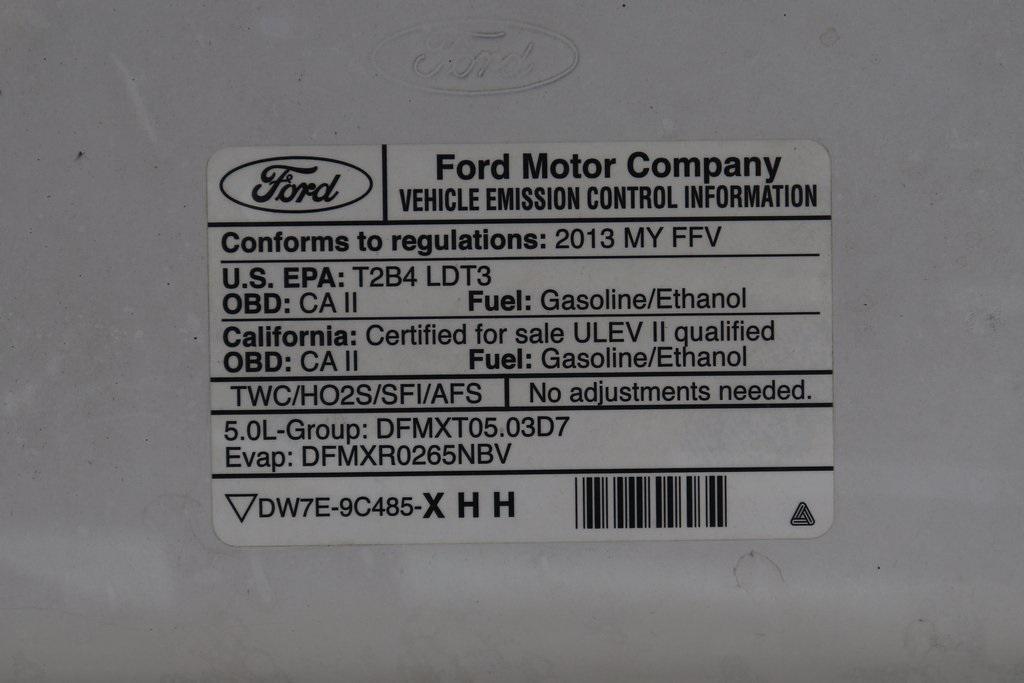 Ford
Ford
Ford Motor Company
VEHICLE EMISSION CONTROL INFORMATION
Conforms to regulations: 2013 MY FFV
U.S. EPA: T2B4 LDT3
OBD: CA II Fuel: Gasoline/Ethanol
California: Certified for sale ULEV II qualified
OBD: CA II Fuel: Gasoline/Ethanol
TWC/HO2S/SFI/AFS No adjustments needed.
5.0L-Group: DFMXT05.03D7
Evap: DFMXR0265NBV
DW7E-9C485-X H H